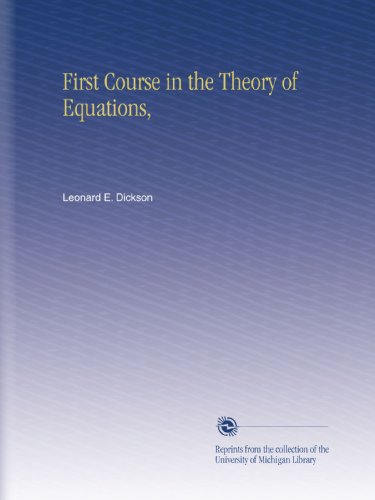 First Course in the Theory of
Equations,
Leonard E. Dickson
Reprints from the collection of the
University of Michigan Library